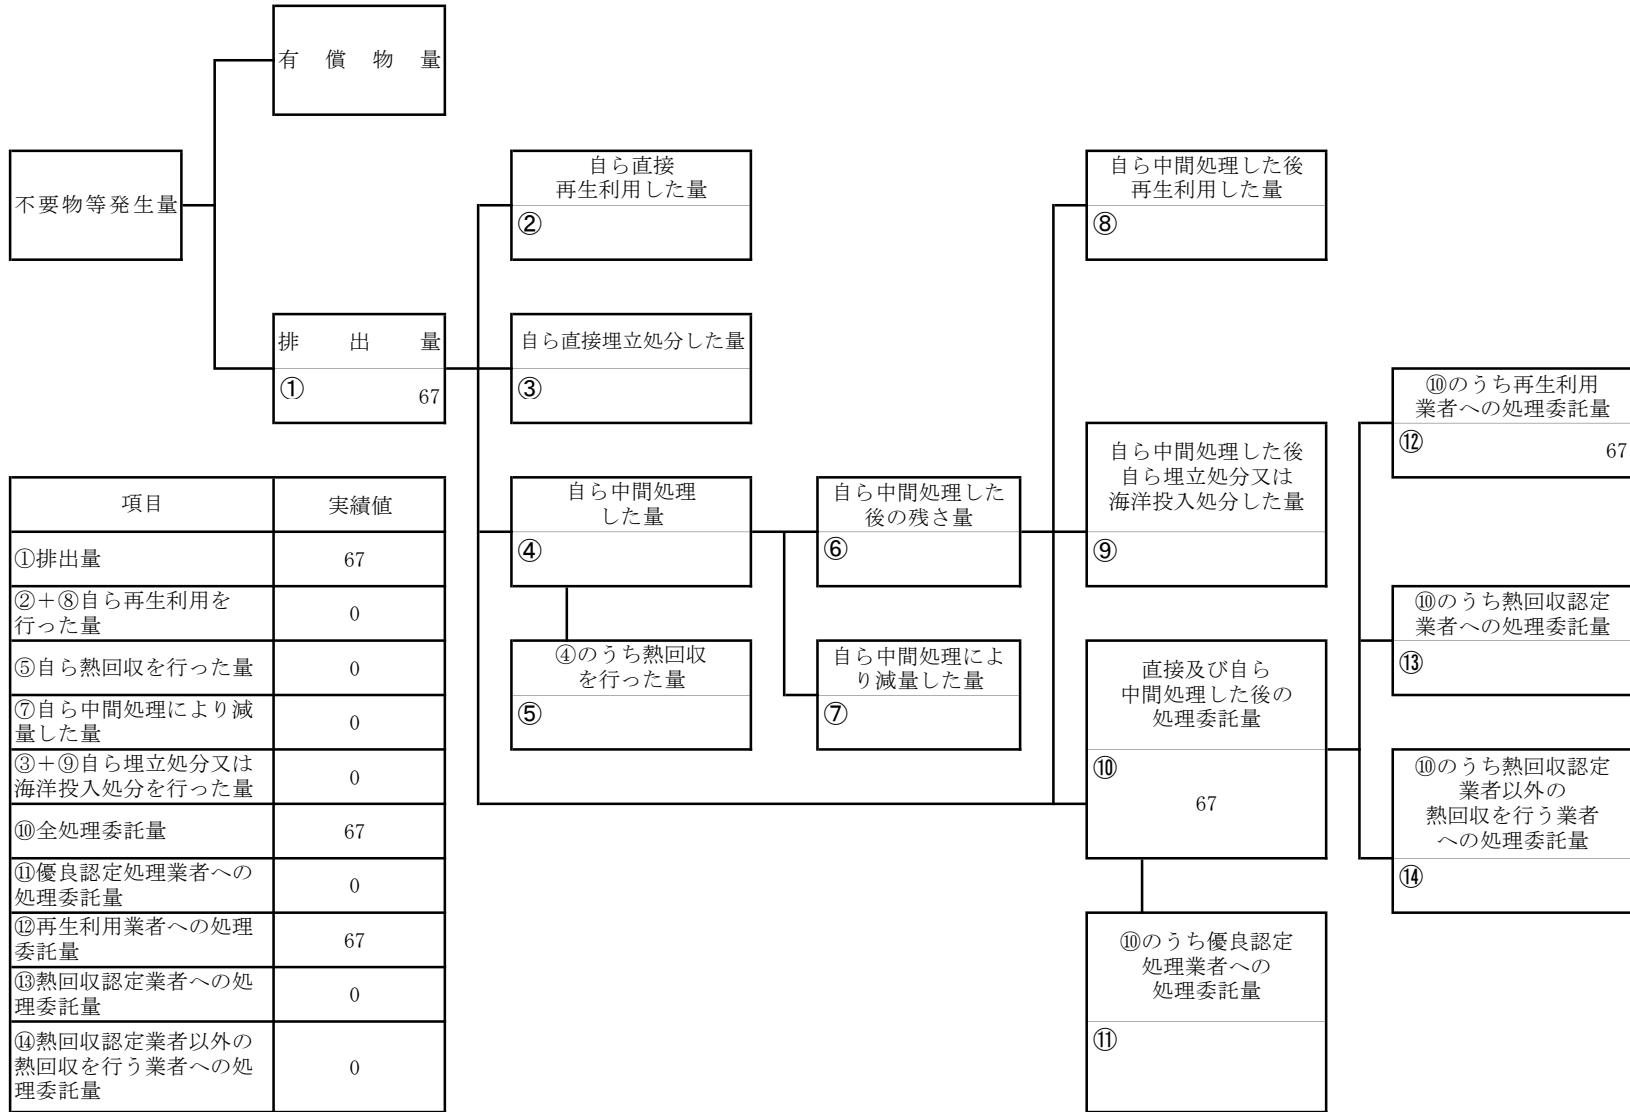 有償物量
不要物等発生量
排出量
①
67
自ら直接
再生利用した量
②
自ら直接埋立処分した量
③
自ら中間処理
した量
④
④のうち熱回収
を行った量
⑤
自ら中間処理した
後の残さ量
⑥
自ら中間処理によ
り減量した量
⑦
自ら中間処理した後
再生利用した量
⑧
自ら中間処理した後
自ら埋立処分又は
海洋投入処分した量
⑨
直接及び自ら
中間処理した後の
処理委託量
⑩
67
⑩のうち優良認定
処理業者への
処理委託量
⑪
⑩のうち再生利用
業者への処理委託量
⑫
67
⑩のうち熱回収認定
業者への処理委託量
⑬
⑩のうち熱回収認定
業者以外の
熱回収を行う業者
への処理委託量
⑭
項目 実績値
①排出量 67
②+⑧自ら再生利用を
行った量 0
⑤自ら熱回収を行った量 0
⑦自ら中間処理により減
量した量 0
③+⑨自ら埋立処分又は
海洋投入処分を行った量 0
⑩全処理委託量 67
⑪優良認定処理業者への
処理委託量 0
⑫再生利用業者への処理
委託量 67
⑬熱回収認定業者への処
理委託量 0
⑭熱回収認定業者以外の
熱回収を行う業者への処
理委託量 0